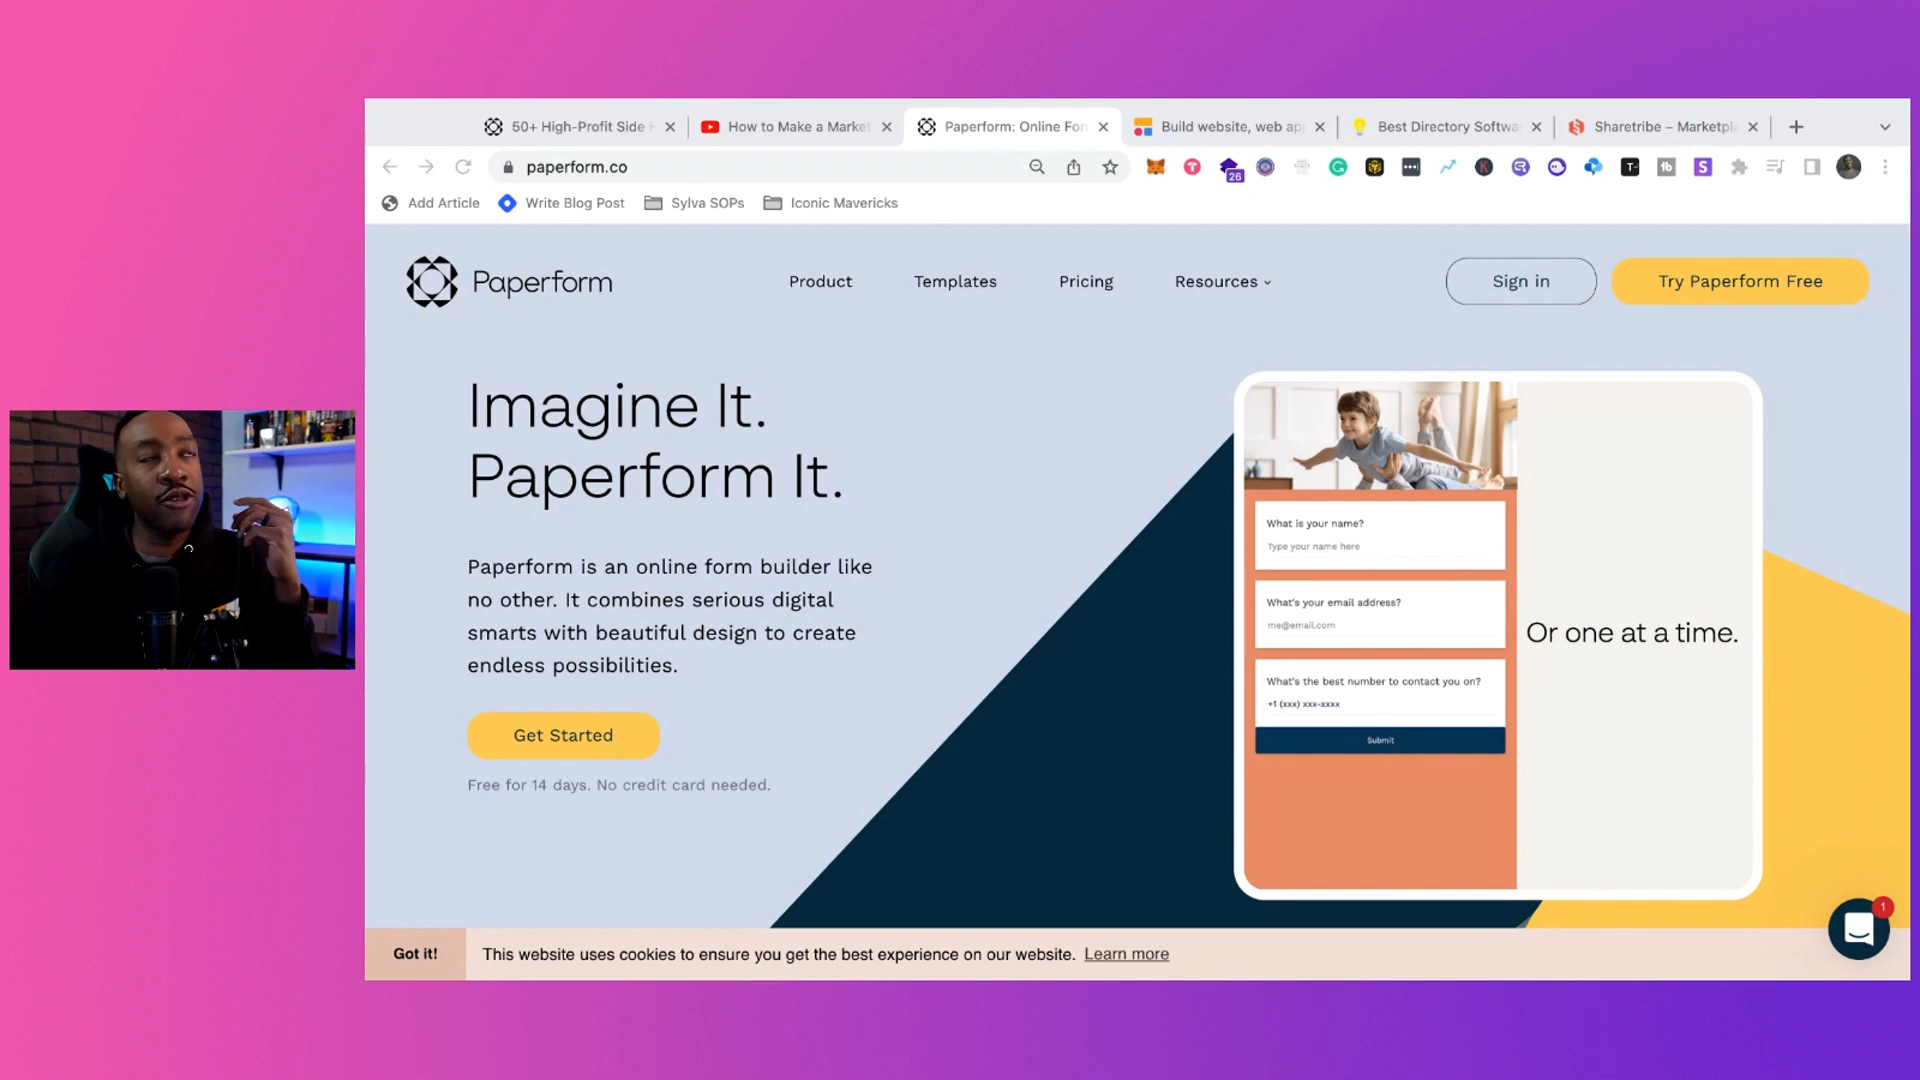 50+ High-Profit Side H
How to Make a Market
Paperform: Online For
Build website, web app
Best Directory Softwa
Sharetribe – Marketpla
paperform.co
26
Add Article
Write Blog Post
Sylva SOPs
Iconic Mavericks
Paperform
Product
Templates
Pricing
Resources
Sign in
Try Paperform Free
Imagine It.
Paperform It.
Paperform is an online form builder like
no other. It combines serious digital
smarts with beautiful design to create
endless possibilities.
Get Started
Free for 14 days. No credit card needed.
What is your name?
Type your name here
What's your email address?
me@email.com
What's the best number to contact you on?
+1 (xxx) xxx-xxxx
Submit
Or one at a time.
1
Got it!
This website uses cookies to ensure you get the best experience on our website. Learn more